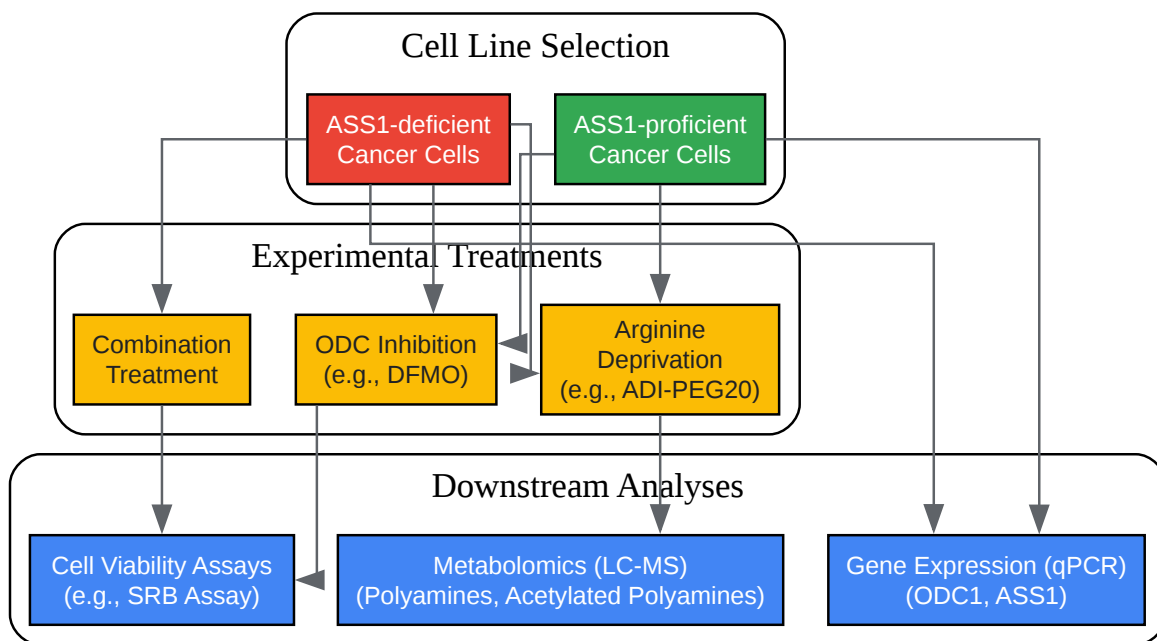 Cell Line Selection
ASS1-deficient
Cancer Cells
ASS1-proficient
Cancer Cells
Experimental Treatments
Combination
Treatment
ODC Inhibition
(e.g., DFMO)
Arginine
Deprivation
(e.g., ADI-PEG20)
Downstream Analyses
Cell Viability Assays
(e.g., SRB Assay)
Metabolomics (LC-MS)
(Polyamines, Acetylated Polyamines)
Gene Expression (qPCR)
(ODC1, ASS1)